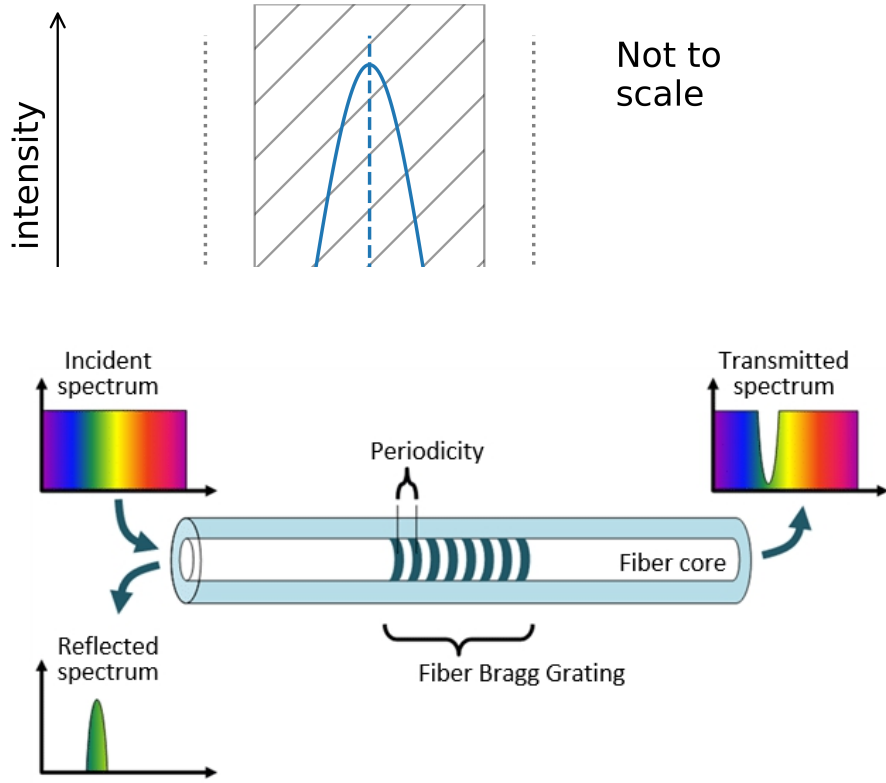 intensity
Not to
scale
Incident
spectrum
Transmitted
spectrum
Periodicity
Fiber core
Reflected
spectrum
Fiber Bragg Grating